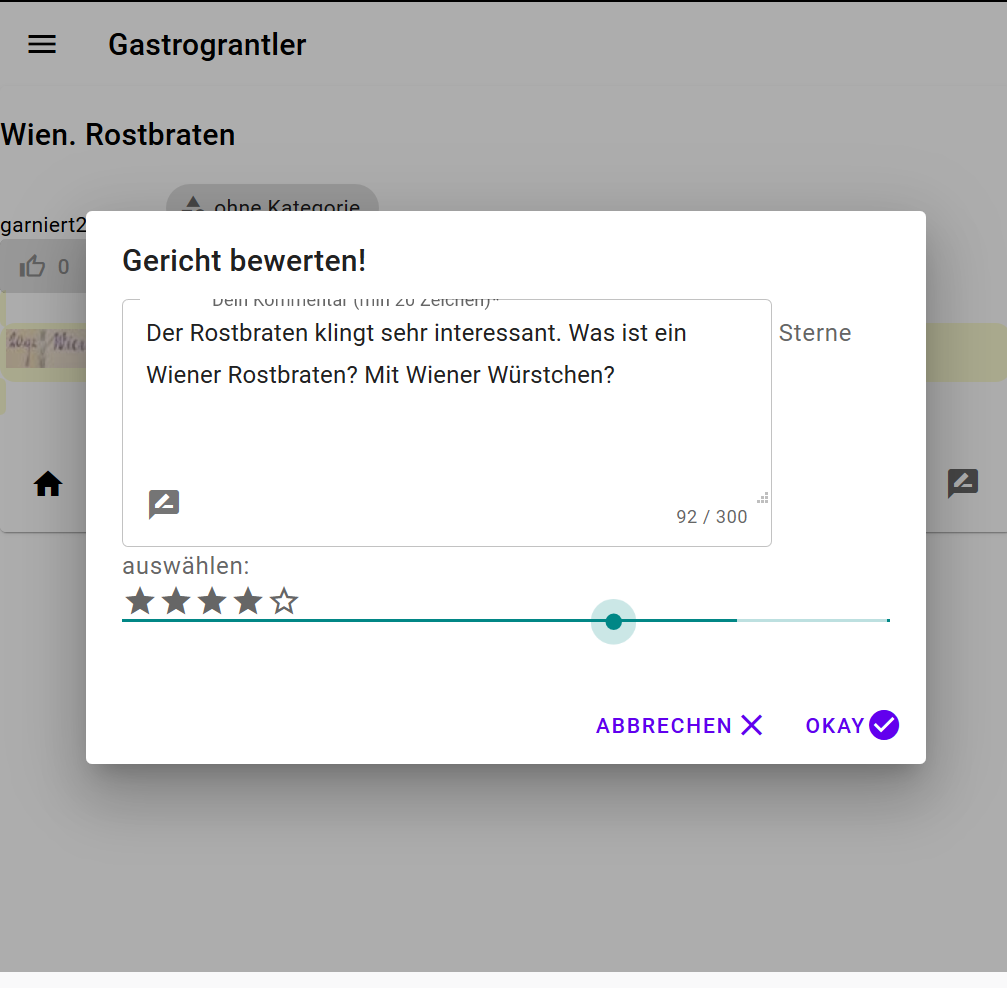 Gastrograntler
Wien. Rostbraten
ohne Kategorie
garniert2
0
Gericht bewerten!
Dein Kommentar (min 20 Zeichen)*
Der Rostbraten klingt sehr interessant. Was ist ein
Wiener Rostbraten? Mit Wiener Würstchen?
Sterne
92 / 300
auswählen:
ABBRECHEN
OKAY